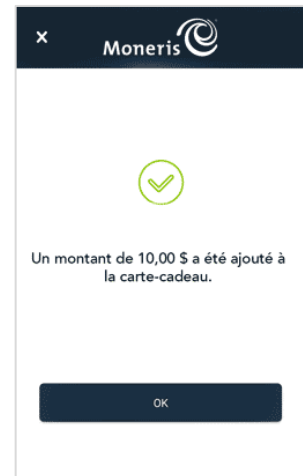 ×
Moneris
Un montant de 10,00 $ a été ajouté à
la carte-cadeau.
OK